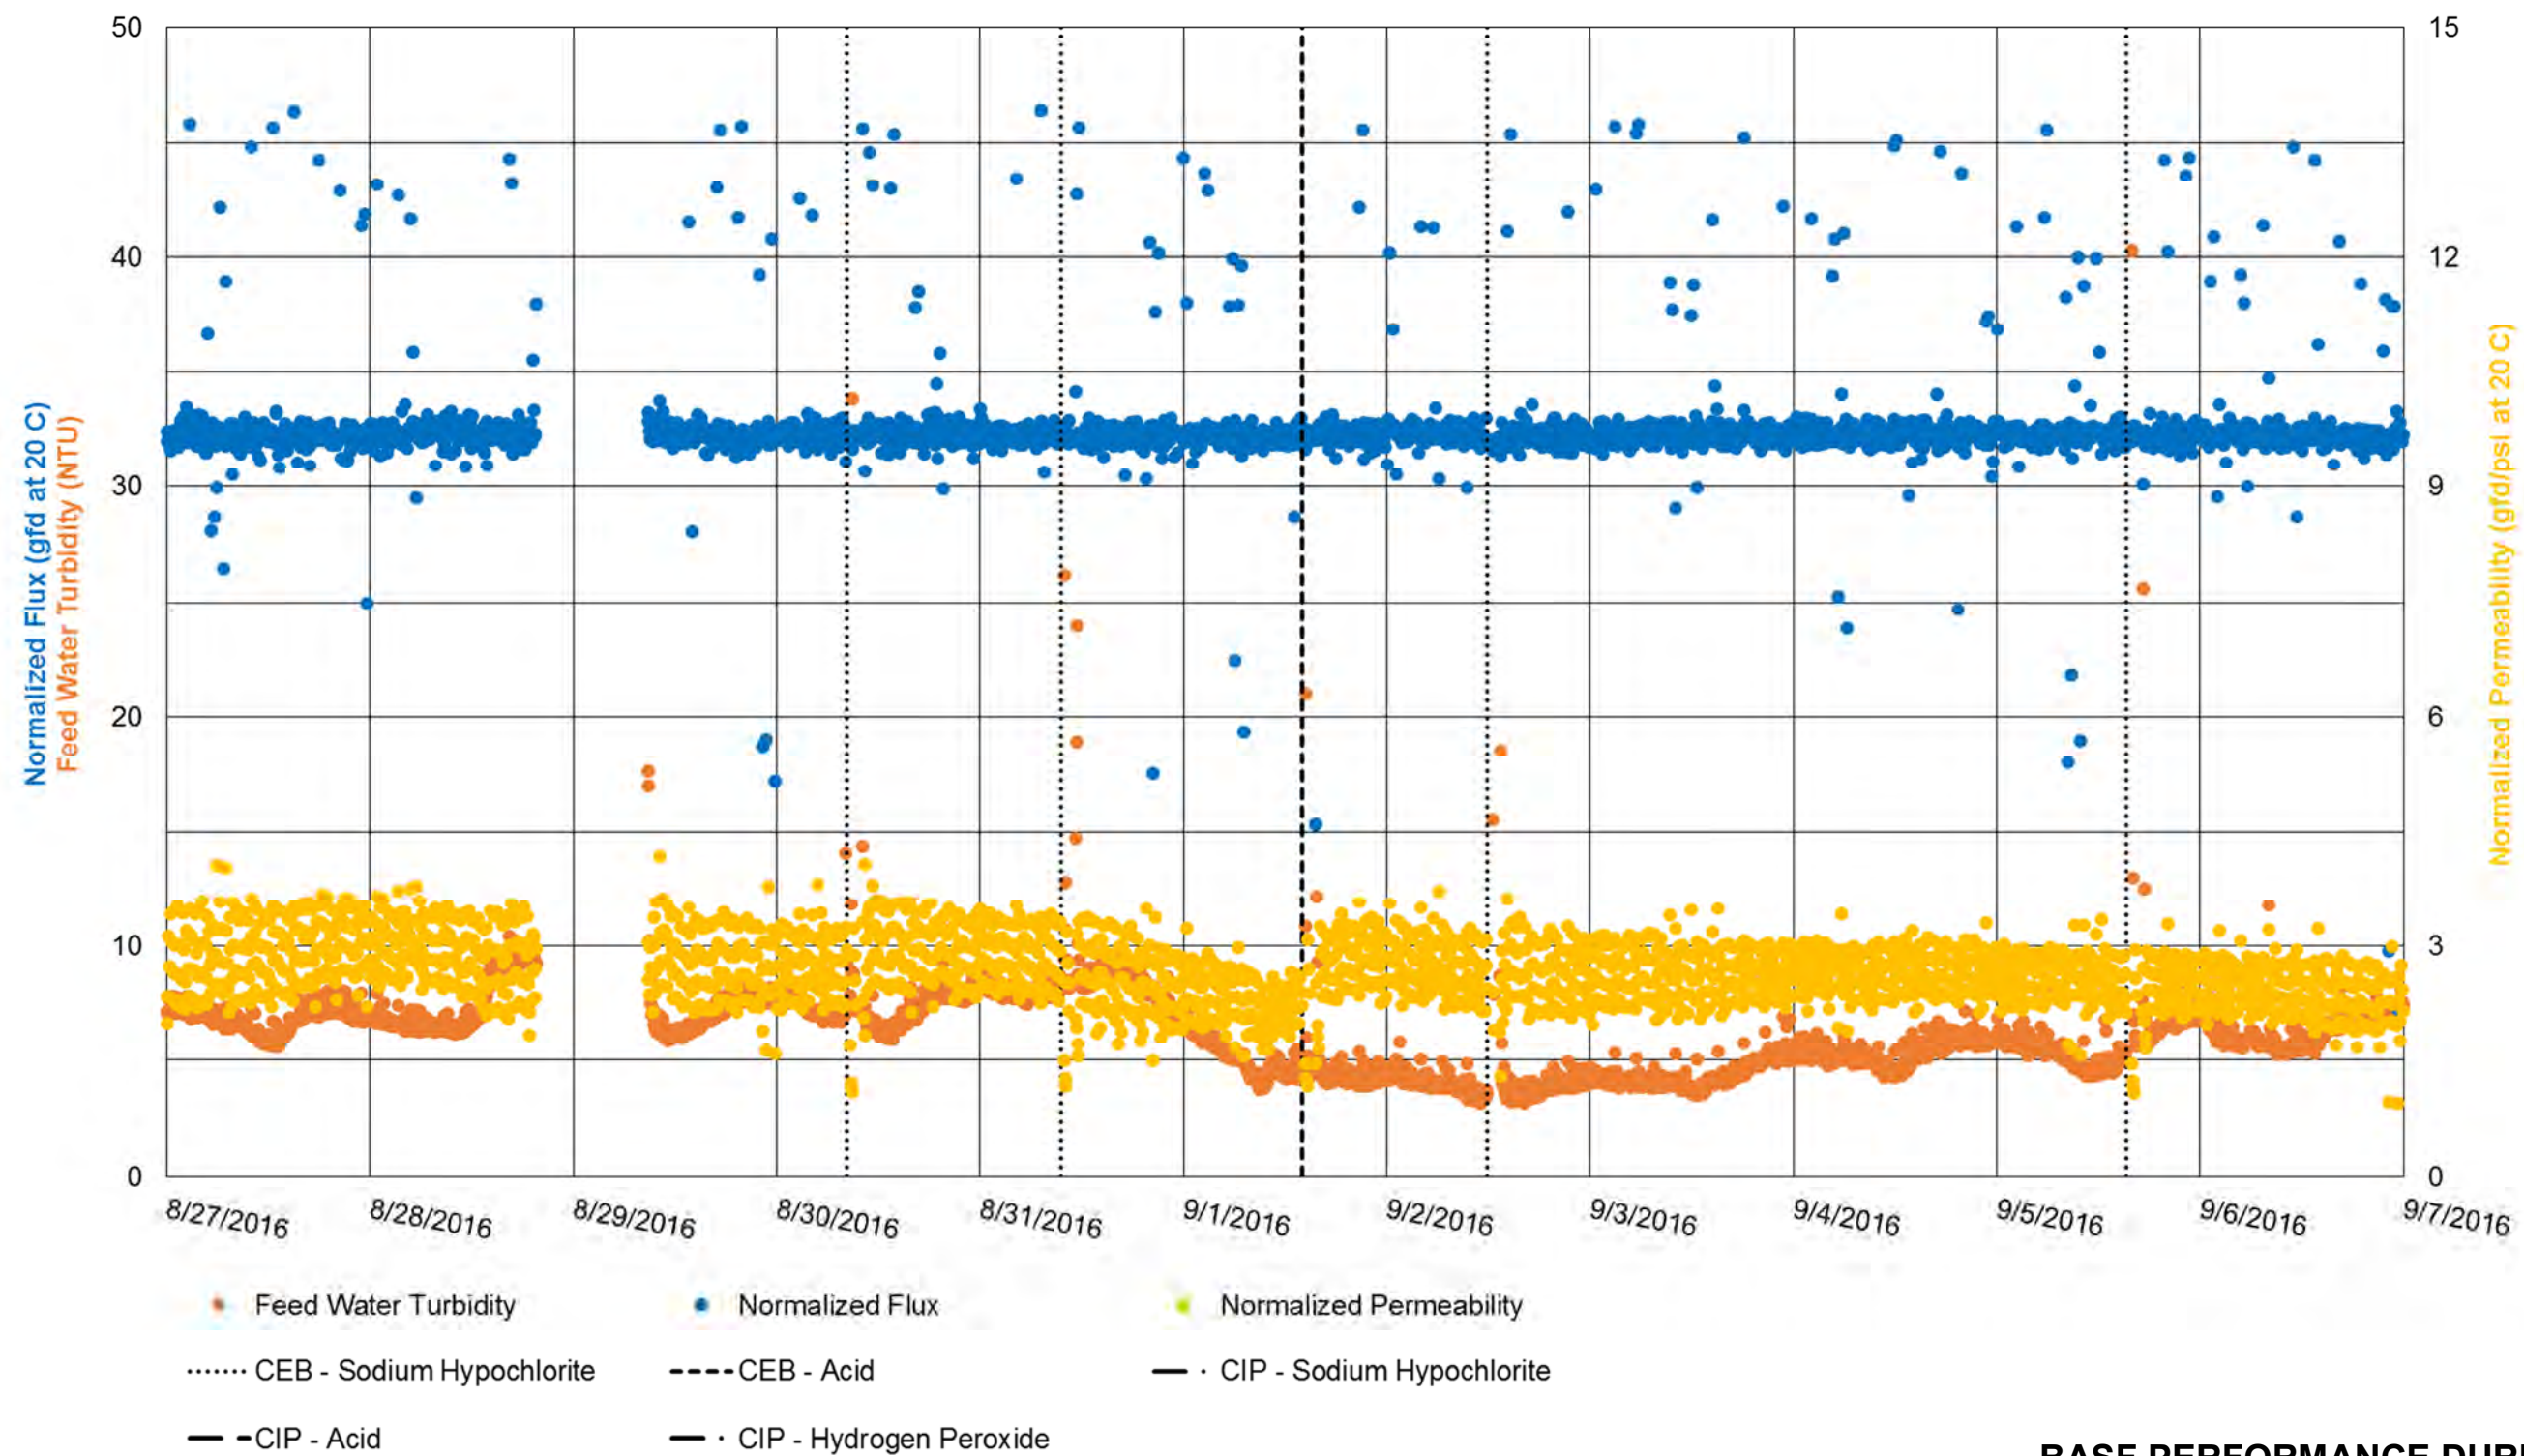 50
40
30
20
10
0
15
12
9
6
3
0
Normalized Flux (gfd at 20 C)
Feed Water Turbidity (NTU)
Normalized Permeability (gfd/psi at 20 C)
8/27/2016
8/28/2016
8/29/2016
8/30/2016
8/31/2016
9/1/2016
9/2/2016
9/3/2016
9/4/2016
9/5/2016
9/6/2016
9/7/2016
Feed Water Turbidity
Normalized Flux
Normalized Permeability
CEB - Sodium Hypochlorite
CEB - Acid
CIP - Sodium Hypochlorite
CIP - Acid
CIP - Hydrogen Peroxide